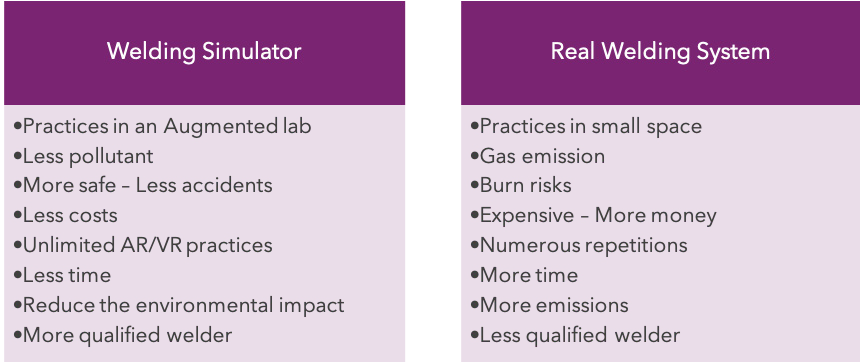 Welding Simulator
•Practices in an Augmented lab
•Less pollutant
•More safe – Less accidents
•Less costs
•Unlimited AR/VR practices
•Less time
•Reduce the environmental impact
•More qualified welder
Real Welding System
•Practices in small space
•Gas emission
•Burn risks
•Expensive – More money
•Numerous repetitions
•More time
•More emissions
•Less qualified welder